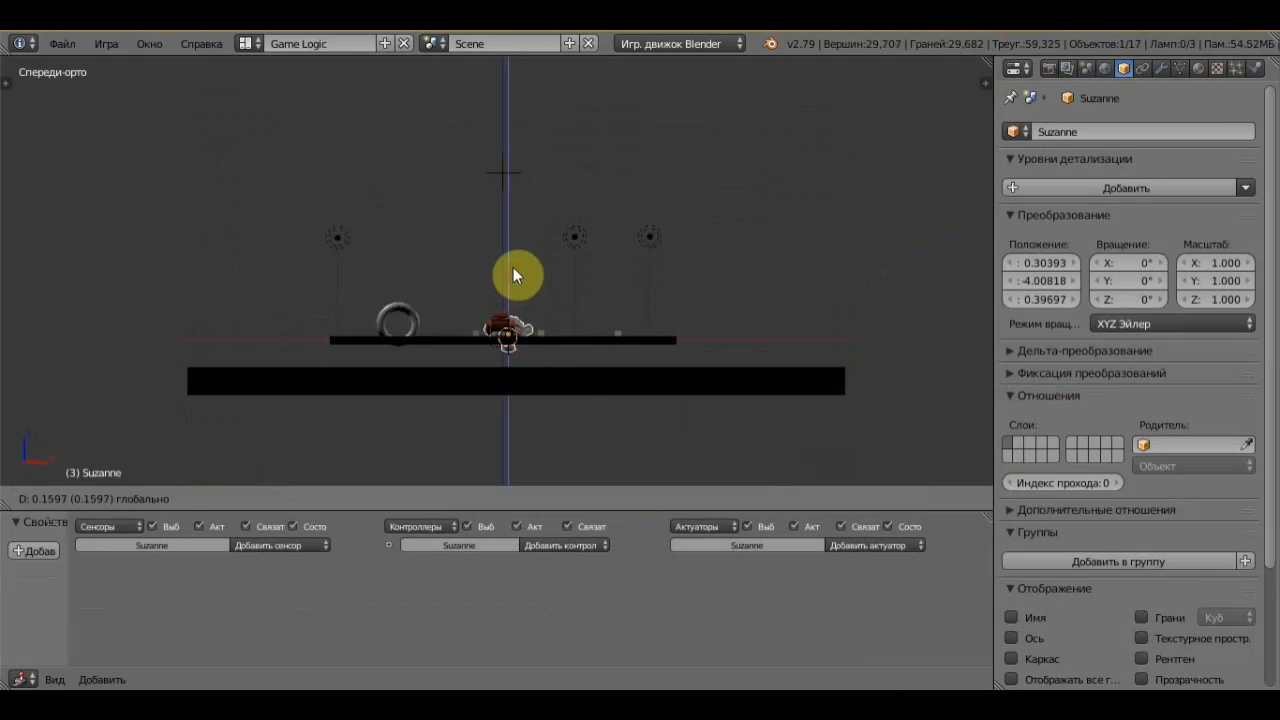 Файл Игра Окно Справка Game Logic Scene Игр. движок Blender v2.79 | Вершин:29,707 | Граней:29,682 | Треуг.:59,325 | Объектов:1/17 | Ламп:0/3 | Пам.:54.52МБ
Спереди-орто
Suzanne
Suzanne
Уровни детализации
Добавить
Преобразование
Положение: Вращение: Масштаб:
: 0.30393 X: 0° X: 1.000
: -4.00818 Y: 0° Y: 1.000
: 0.39697 Z: 0° Z: 1.000
Режим вращ... XYZ Эйлер
Дельта-преобразование
Фиксация преобразований
Отношения
Слои: Родитель:
Объект
Индекс прохода: 0
Дополнительные отношения
Группы
Добавить в группу
Отображение
Имя Грани Куб
Ось Текстурное простр.
Каркас Рентген
Отображать все г... Прозрачность
(3) Suzanne
D: 0.1597 (0.1597) глобально
Свойств Сенсоры Выб Акт Связат Состо Контроллеры Выб Акт Связат Актуаторы Выб Акт Связат Состо
Добав Suzanne Добавить сенсор Suzanne Добавить контрол Suzanne Добавить актуатор
Вид Добавить